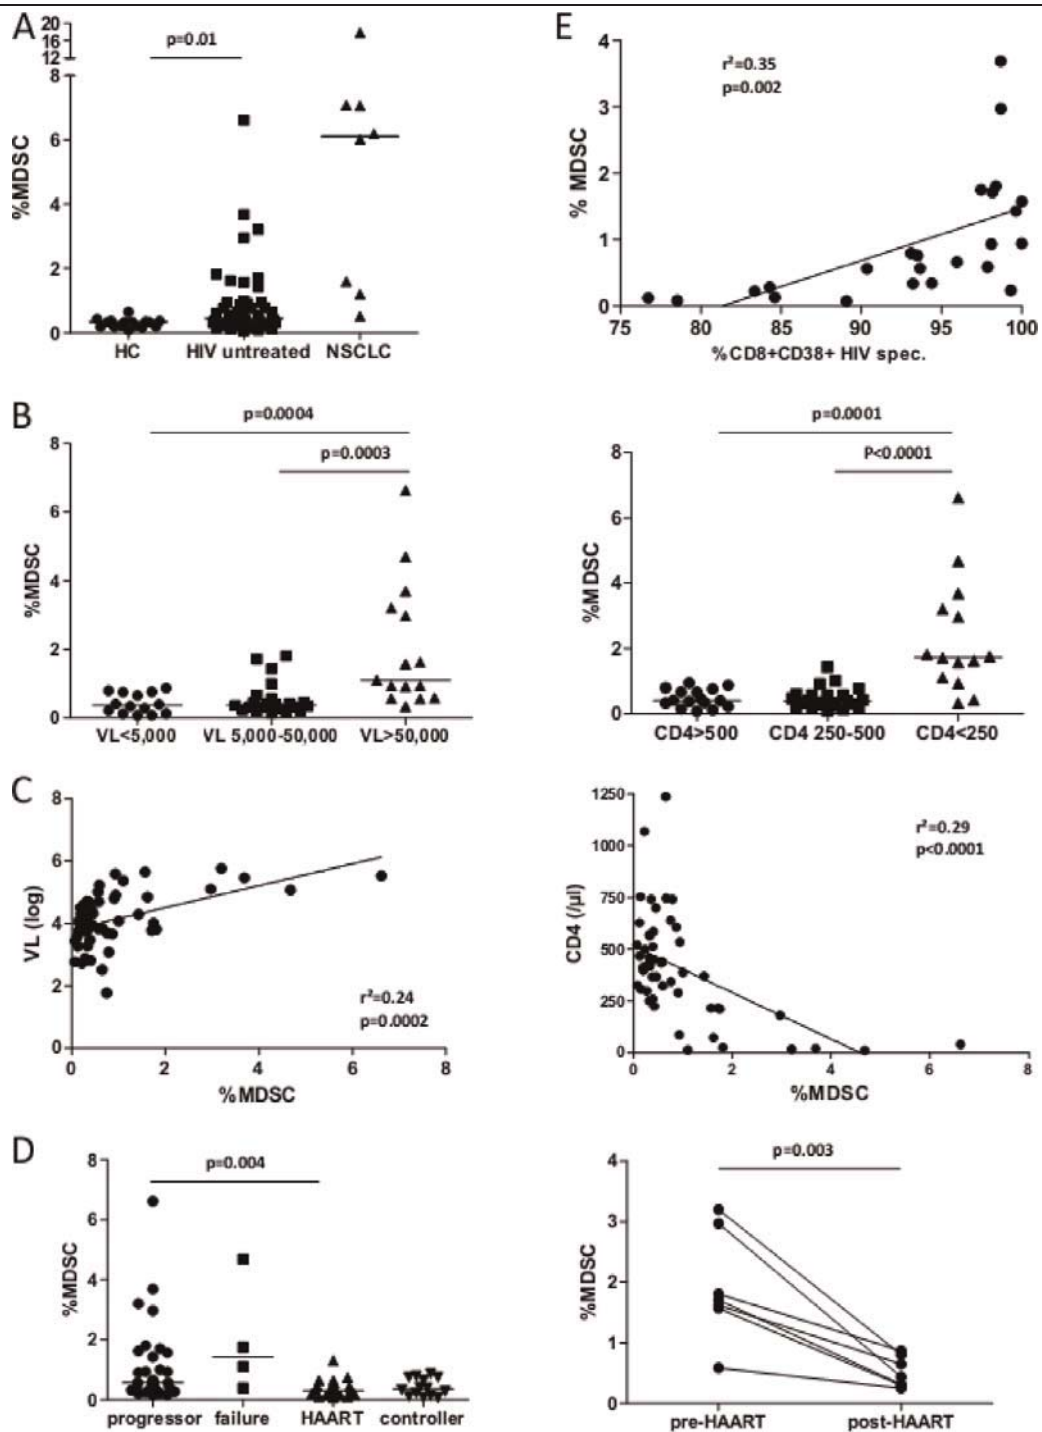 A
20
16
12
8
6
4
2
0
%MDSC
p=0.01
HC HIV untreated NSCLC
E
4
3
2
1
0
% MDSC
r²=0.35
p=0.002
75 80 85 90 95 100
%CD8+CD38+ HIV spec.
B
8
6
4
2
0
%MDSC
p=0.0004
p=0.0003
VL<5,000 VL 5,000-50,000 VL>50,000
8
6
4
2
0
%MDSC
p=0.0001
P<0.0001
CD4>500 CD4 250-500 CD4<250
C
8
6
4
2
0
VL (log)
r²=0.24
p=0.0002
0 2 4 6 8
%MDSC
1250
1000
750
500
250
0
CD4 (/µl)
r²=0.29
p<0.0001
0 2 4 6 8
%MDSC
D
8
6
4
2
0
%MDSC
p=0.004
progressor failure HAART controller
4
3
2
1
0
%MDSC
p=0.003
pre-HAART post-HAART